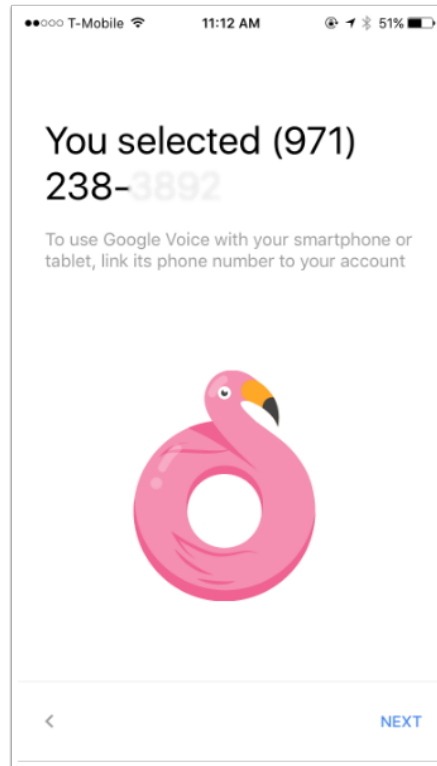 T-Mobile 11:12 AM 51%
You selected (971)
238-
To use Google Voice with your smartphone or
tablet, link its phone number to your account
NEXT